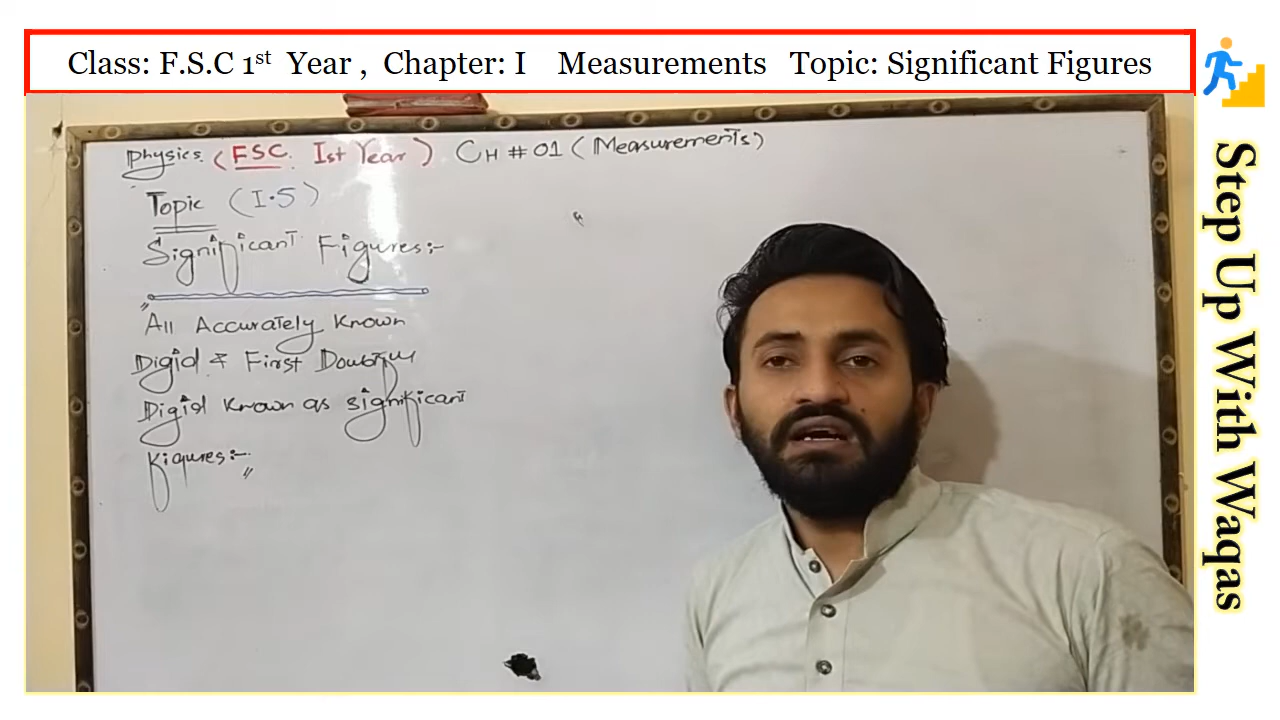 Class: F.S.C 1st Year , Chapter: I Measurements Topic: Significant Figures
Physics (FSC. Ist Year) CH # 01 (Measurements)
Topic (I.5)
Significant Figures:-
"All Accurately Known
Digid & First Doubtful
Digid Known as significant
figures:-"
Step Up With Waqas